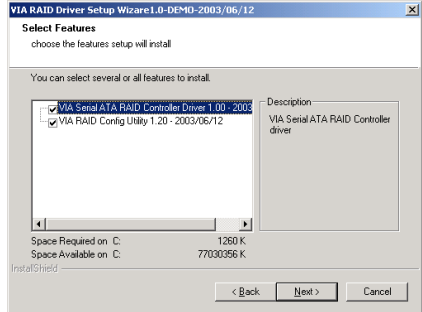 VIA RAID Driver Setup Wizare1.0-DEMO-2003/06/12
Select Features
choose the features setup will install
You can select several or all features to install.
VIA Serial ATA RAID Controller Driver 1.00 - 2003
VIA RAID Config Utility 1.20 - 2003/06/12
Description
VIA Serial ATA RAID Controller
driver
Space Required on C: 1260 K
Space Available on C: 77030356 K
InstallShield
< Back Next > Cancel